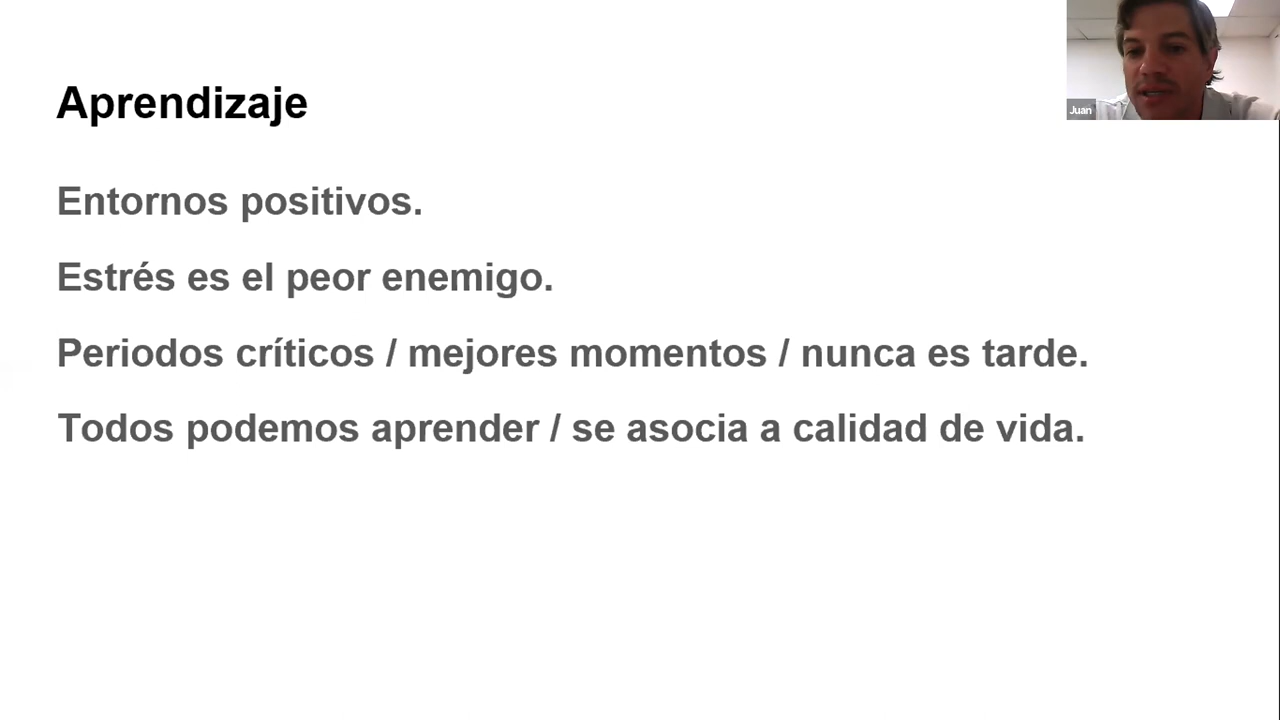 Aprendizaje
Juan
Entornos positivos.
Estrés es el peor enemigo.
Periodos críticos / mejores momentos / nunca es tarde.
Todos podemos aprender / se asocia a calidad de vida.